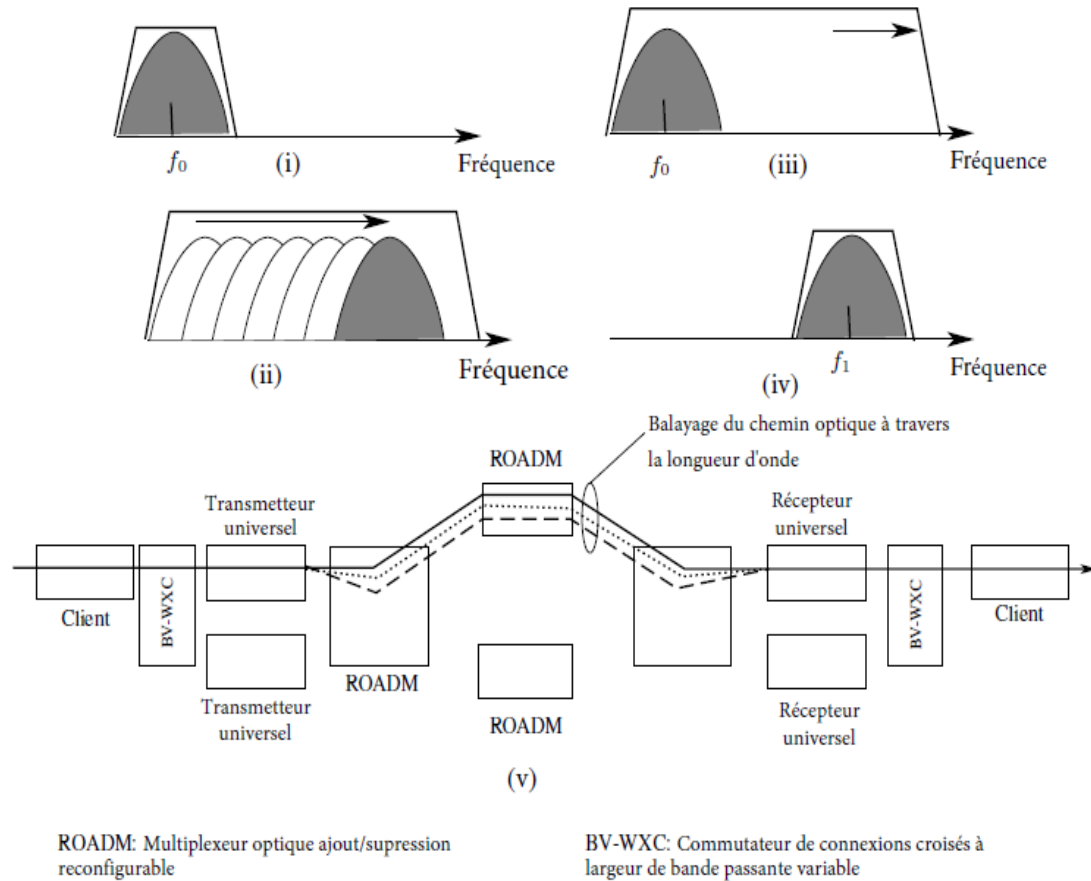 f₀
(i)
Fréquence
f₀
(iii)
Fréquence
(ii)
Fréquence
f₁
(iv)
Fréquence
Balayage du chemin optique à travers
la longueur d'onde
ROADM
Transmetteur
universel
Récepteur
universel
Client
BV-WXC
ROADM
BV-WXC
Client
Transmetteur
universel
ROADM
Récepteur
universel
(v)
ROADM: Multiplexeur optique ajout/supression
reconfigurable
BV-WXC: Commutateur de connexions croisés à
largeur de bande passante variable